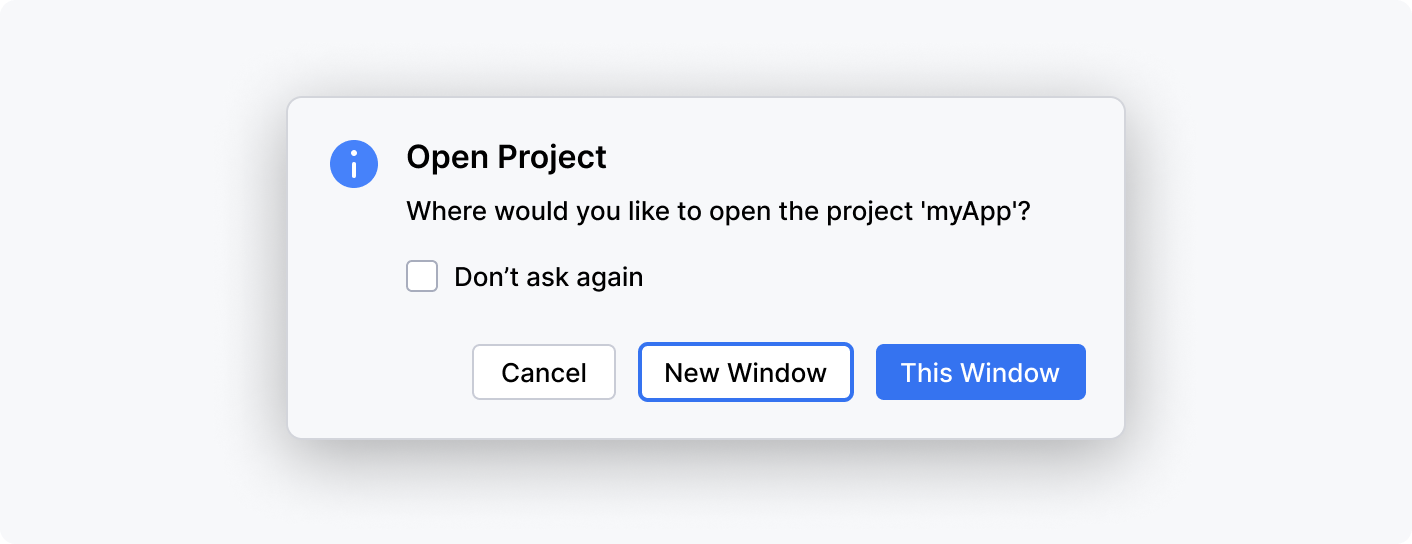 Open Project
Where would you like to open the project 'myApp'?
Don’t ask again
Cancel New Window This Window